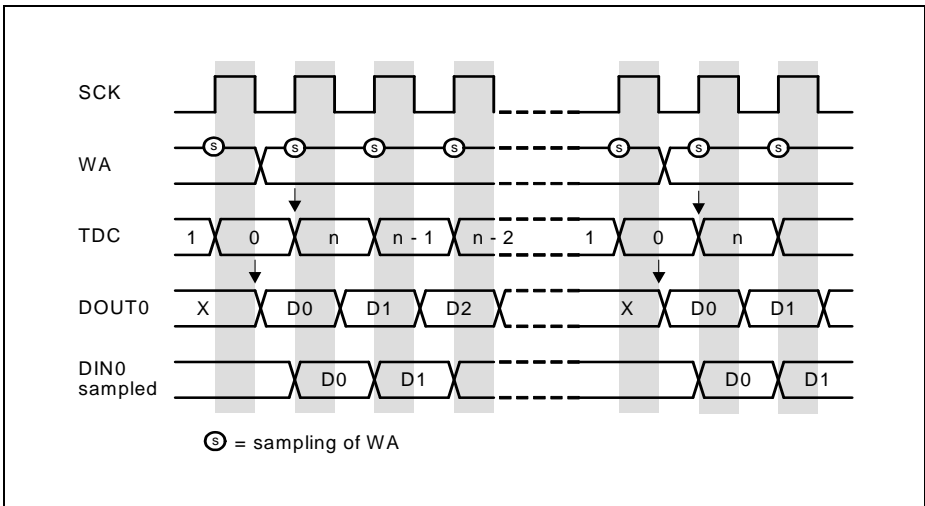 SCK
WA s s s s s s s
TDC 1 0 n n - 1 n - 2 1 0 n
DOUT0 X D0 D1 D2 X D0 D1
DIN0 sampled D0 D1 D0 D1
s = sampling of WA